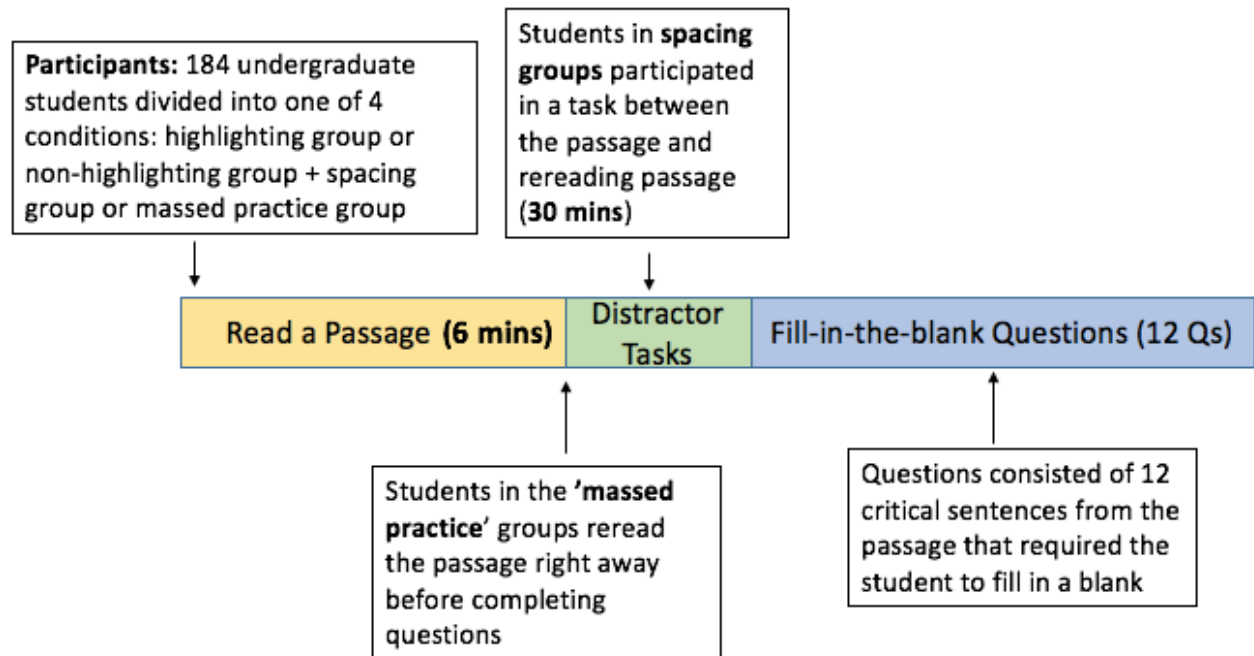 Participants: 184 undergraduate
students divided into one of 4
conditions: highlighting group or
non-highlighting group + spacing
group or massed practice group
Students in spacing
groups participated
in a task between
the passage and
rereading passage
(30 mins)
Read a Passage (6 mins)
Distractor
Tasks
Fill-in-the-blank Questions (12 Qs)
Students in the ’massed
practice’ groups reread
the passage right away
before completing
questions
Questions consisted of 12
critical sentences from the
passage that required the
student to fill in a blank